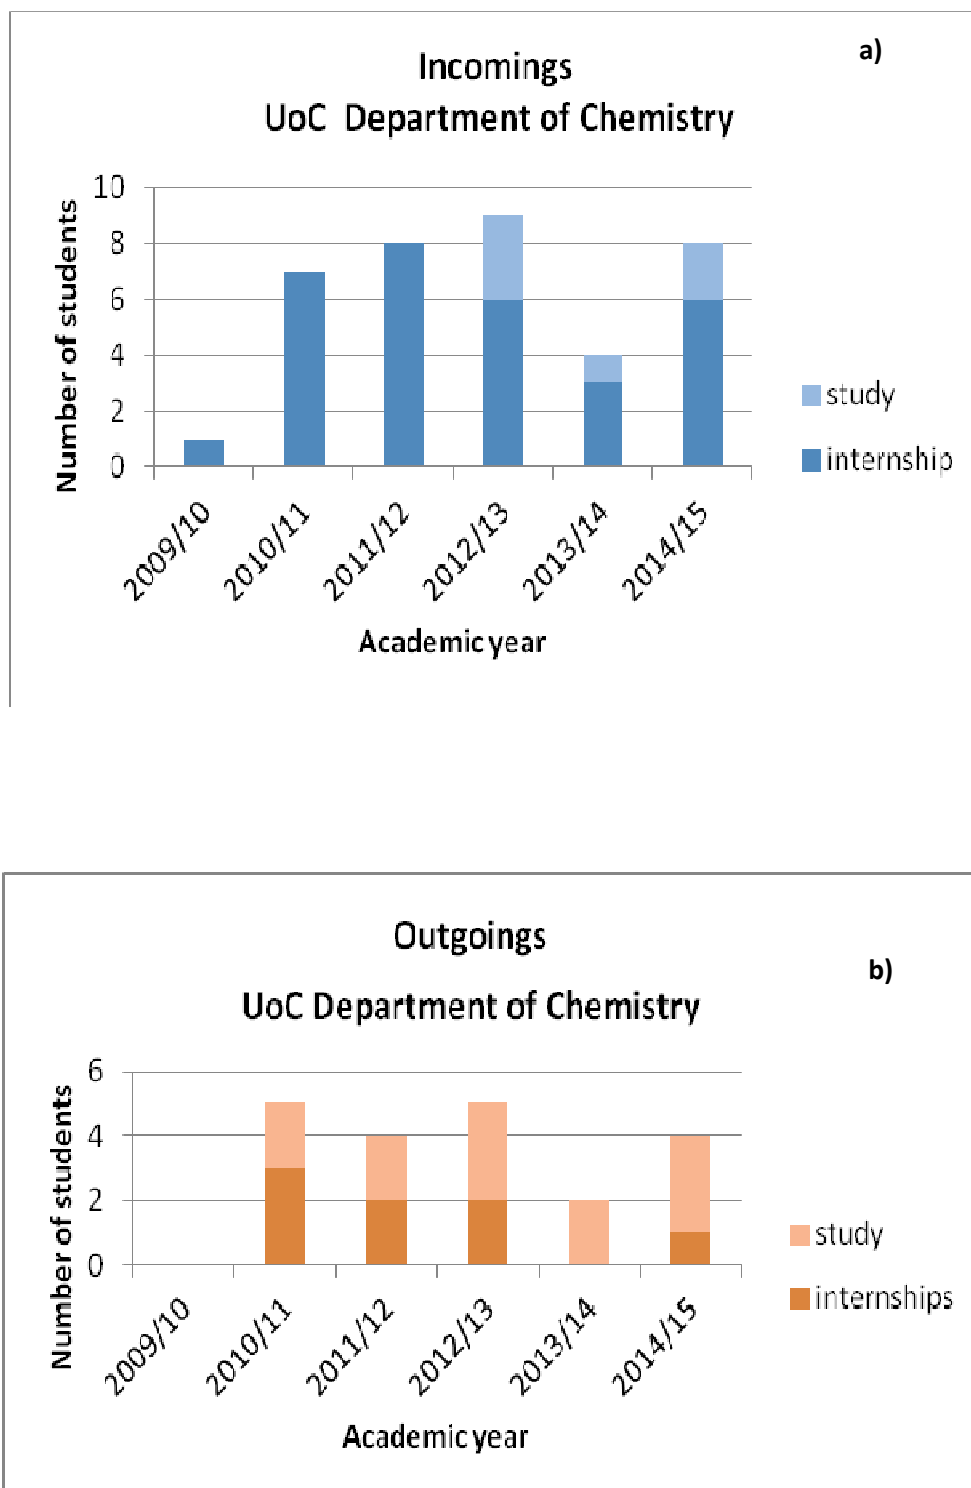 a)
Incomings
UoC Department of Chemistry
Number of students
10
8
6
4
2
0
study
internship
2009/10
2010/11
2011/12
2012/13
2013/14
2014/15
Academic year
b)
Outgoings
UoC Department of Chemistry
Number of students
6
4
2
0
study
internships
2009/10
2010/11
2011/12
2012/13
2013/14
2014/15
Academic year